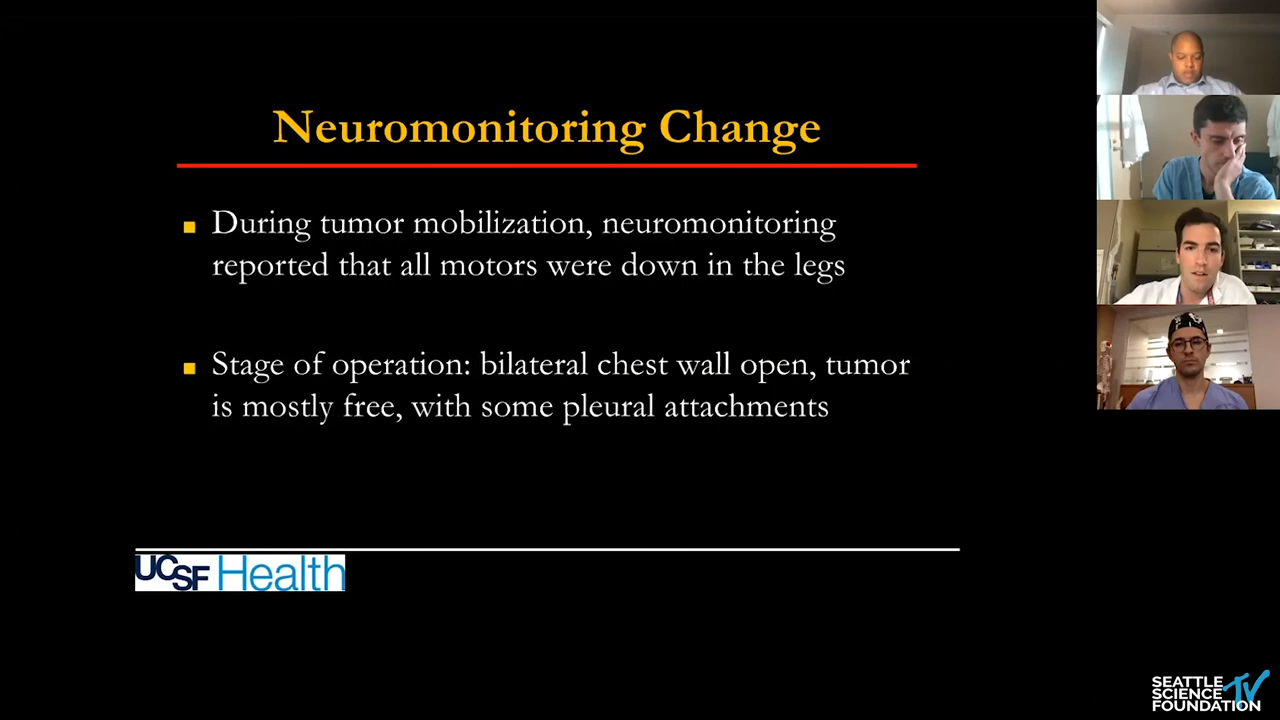 Neuromonitoring Change
During tumor mobilization, neuromonitoring
reported that all motors were down in the legs
Stage of operation: bilateral chest wall open, tumor
is mostly free, with some pleural attachments
UCSF Health
SEATTLE
SCIENCE
FOUNDATION
TV